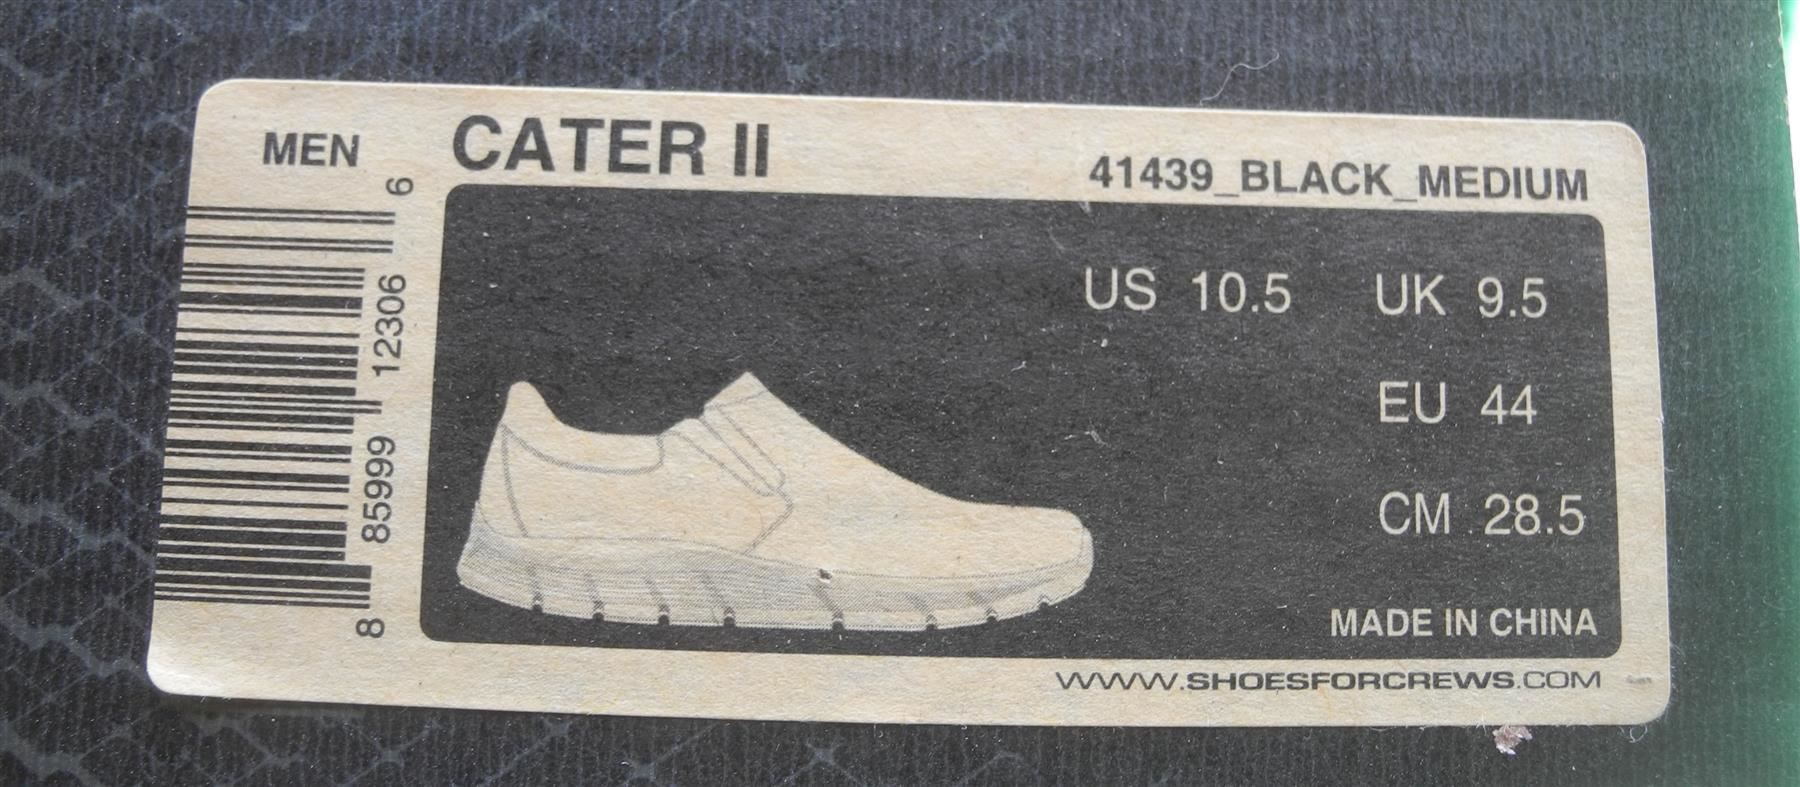 MEN
CATER II
41439_BLACK_MEDIUM
8 85999 12306 6
US 10.5 UK 9.5
EU 44
CM 28.5
MADE IN CHINA
WWW.SHOESFORCREWS.COM